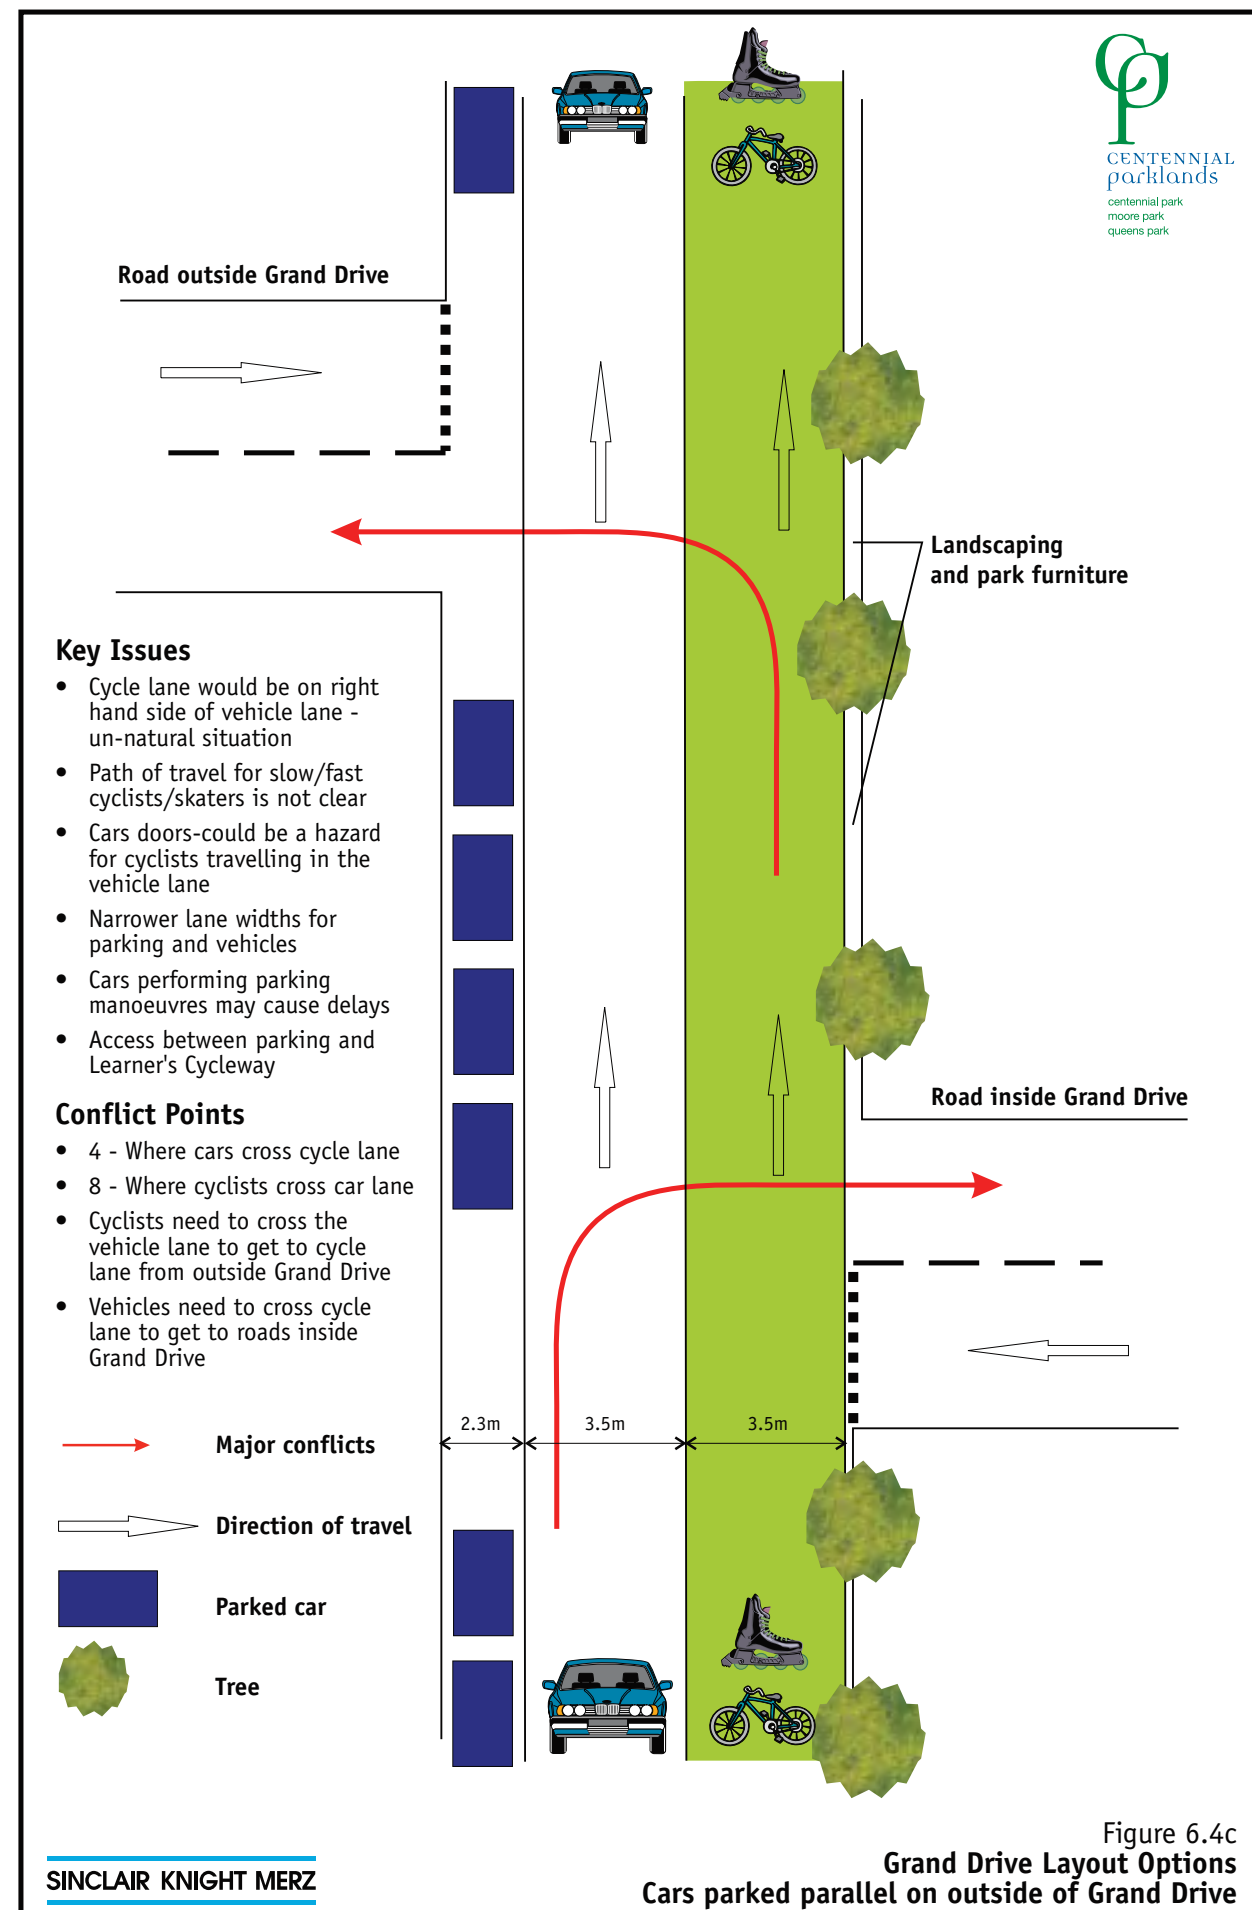 CENTENNIAL
parklands
centennial park
moore park
queens park
Road outside Grand Drive
Landscaping
and park furniture
Key Issues
• Cycle lane would be on right
hand side of vehicle lane -
un-natural situation
• Path of travel for slow/fast
cyclists/skaters is not clear
• Cars doors-could be a hazard
for cyclists travelling in the
vehicle lane
• Narrower lane widths for
parking and vehicles
• Cars performing parking
manoeuvres may cause delays
• Access between parking and
Learner's Cycleway
Road inside Grand Drive
Conflict Points
• 4 - Where cars cross cycle lane
• 8 - Where cyclists cross car lane
• Cyclists need to cross the
vehicle lane to get to cycle
lane from outside Grand Drive
• Vehicles need to cross cycle
lane to get to roads inside
Grand Drive
2.3m
3.5m
3.5m
Major conflicts
Direction of travel
Parked car
Tree
SINCLAIR KNIGHT MERZ
Figure 6.4c
Grand Drive Layout Options
Cars parked parallel on outside of Grand Drive